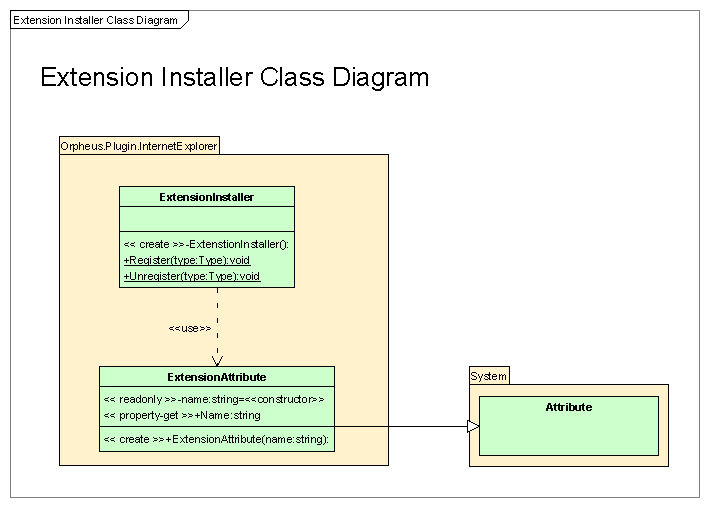 Extension Installer Class Diagram
Extension Installer Class Diagram
Orpheus.Plugin.InternetExplorer
ExtensionInstaller
<< create >>-ExtenstionInstaller():
+Register(type:Type):void
+Unregister(type:Type):void
<<use>>
ExtensionAttribute
<< readonly >>-name:string=<<constructor>>
<< property-get >>+Name:string
<< create >>+ExtensionAttribute(name:string):
System
Attribute